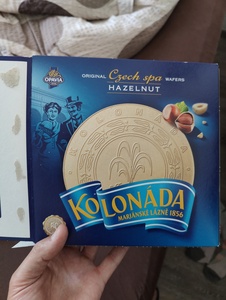 OPAVIA
ORIGINAL Czech spa WAFERS
HAZELNUT
KOLONÁDA
MARIÁNSKÉ LÁZNĚ 1856